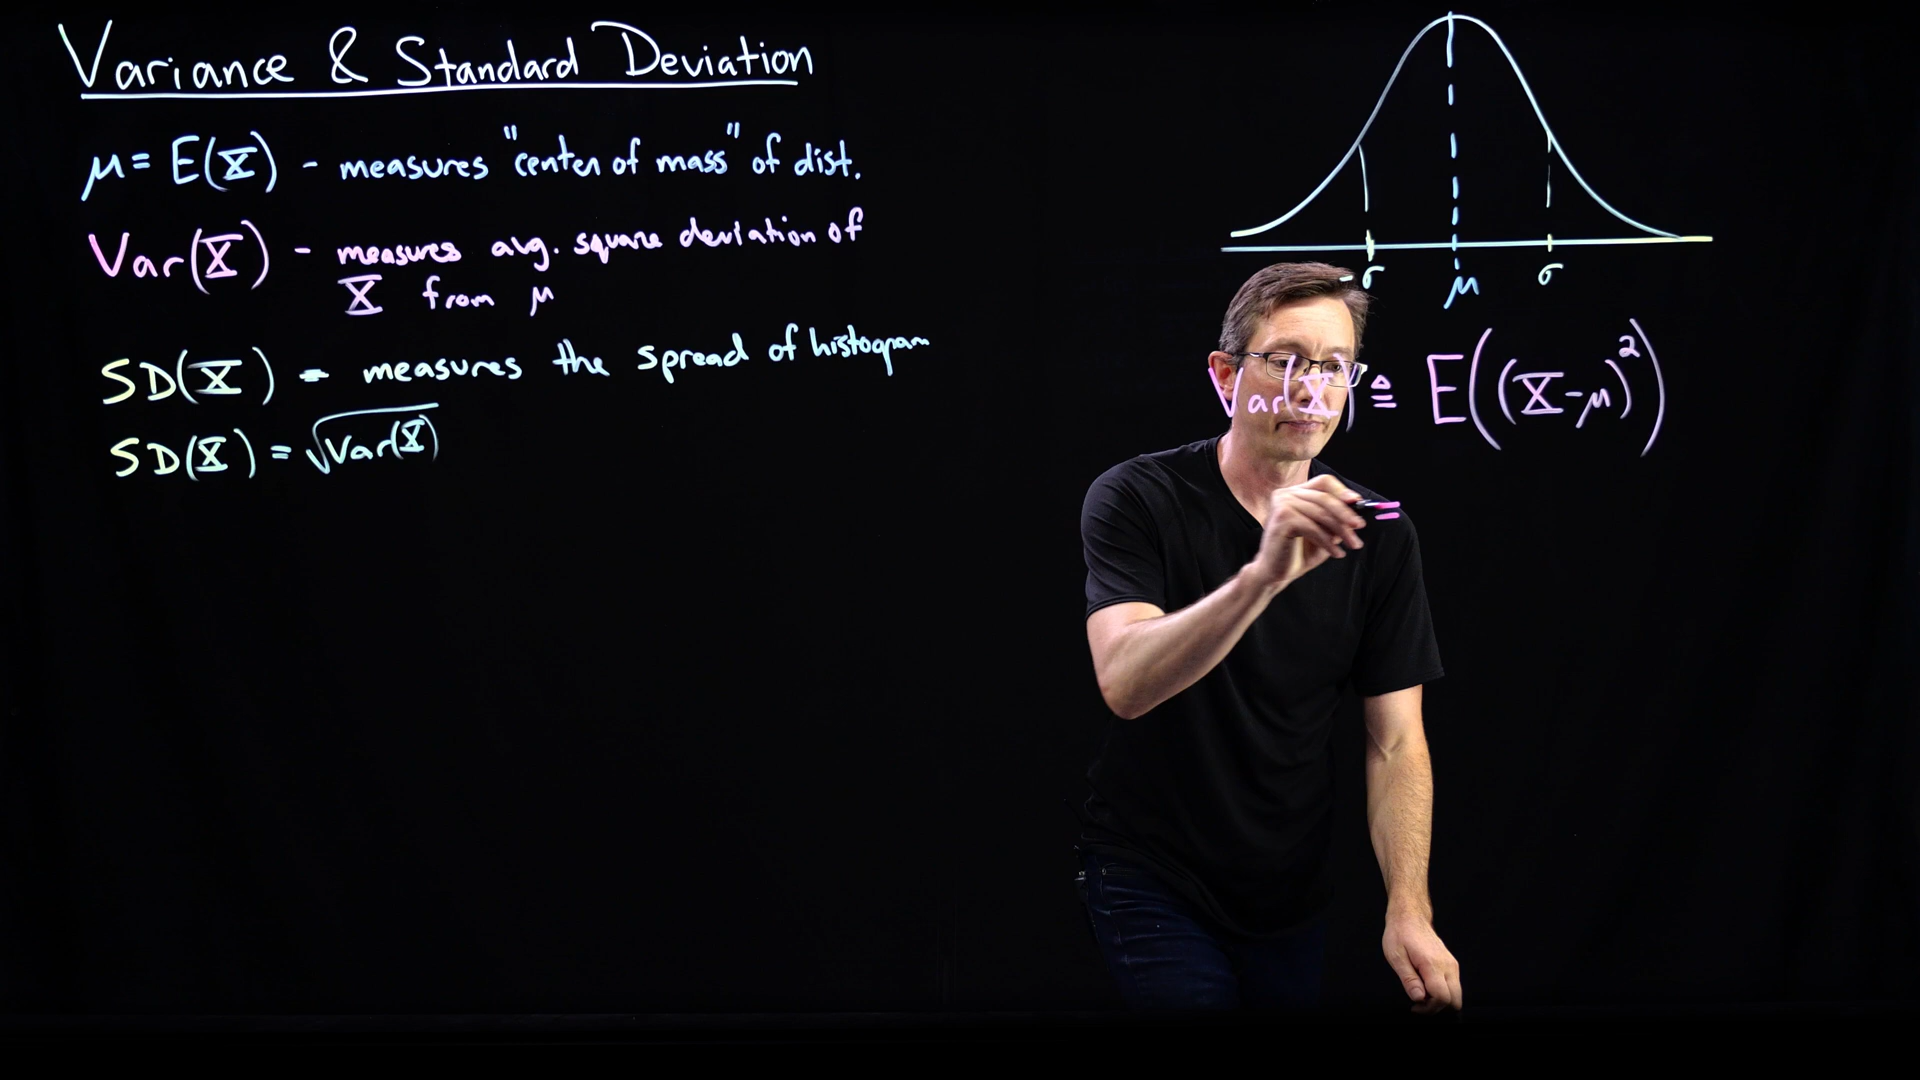 Variance & Standard Deviation
μ = E(X) - measures "center of mass" of dist.
Var(X) - measures avg. square deviation of
X from μ
SD(X) - measures the spread of histogram
SD(X) = √Var(X)
-σ μ σ
Var(X) ≜ E((X-μ)²)
=